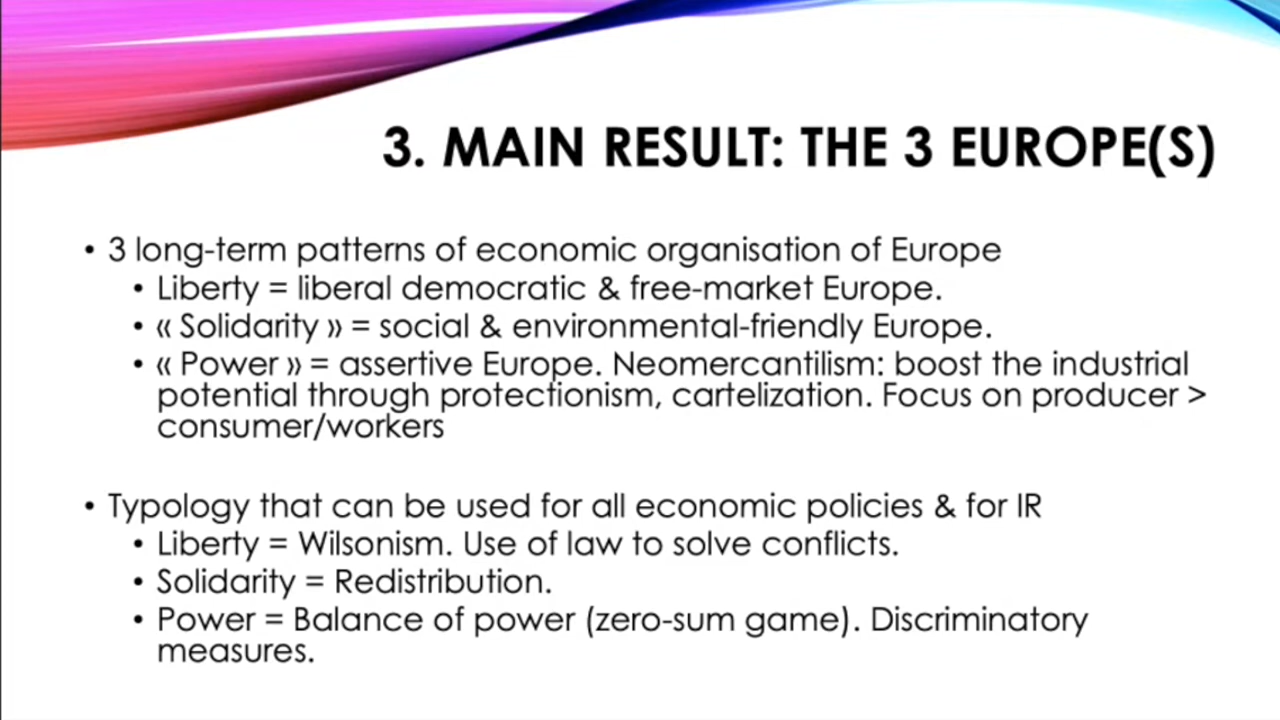 3. MAIN RESULT: THE 3 EUROPE(S)
• 3 long-term patterns of economic organisation of Europe
• Liberty = liberal democratic & free-market Europe.
• « Solidarity » = social & environmental-friendly Europe.
• « Power » = assertive Europe. Neomercantilism: boost the industrial
potential through protectionism, cartelization. Focus on producer >
consumer/workers
• Typology that can be used for all economic policies & for IR
• Liberty = Wilsonism. Use of law to solve conflicts.
• Solidarity = Redistribution.
• Power = Balance of power (zero-sum game). Discriminatory
measures.